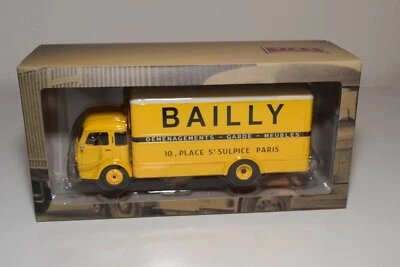 BAILLY
DEMENAGEMENTS - GARDE - MEUBLES
10, PLACE ST SULPICE PARIS